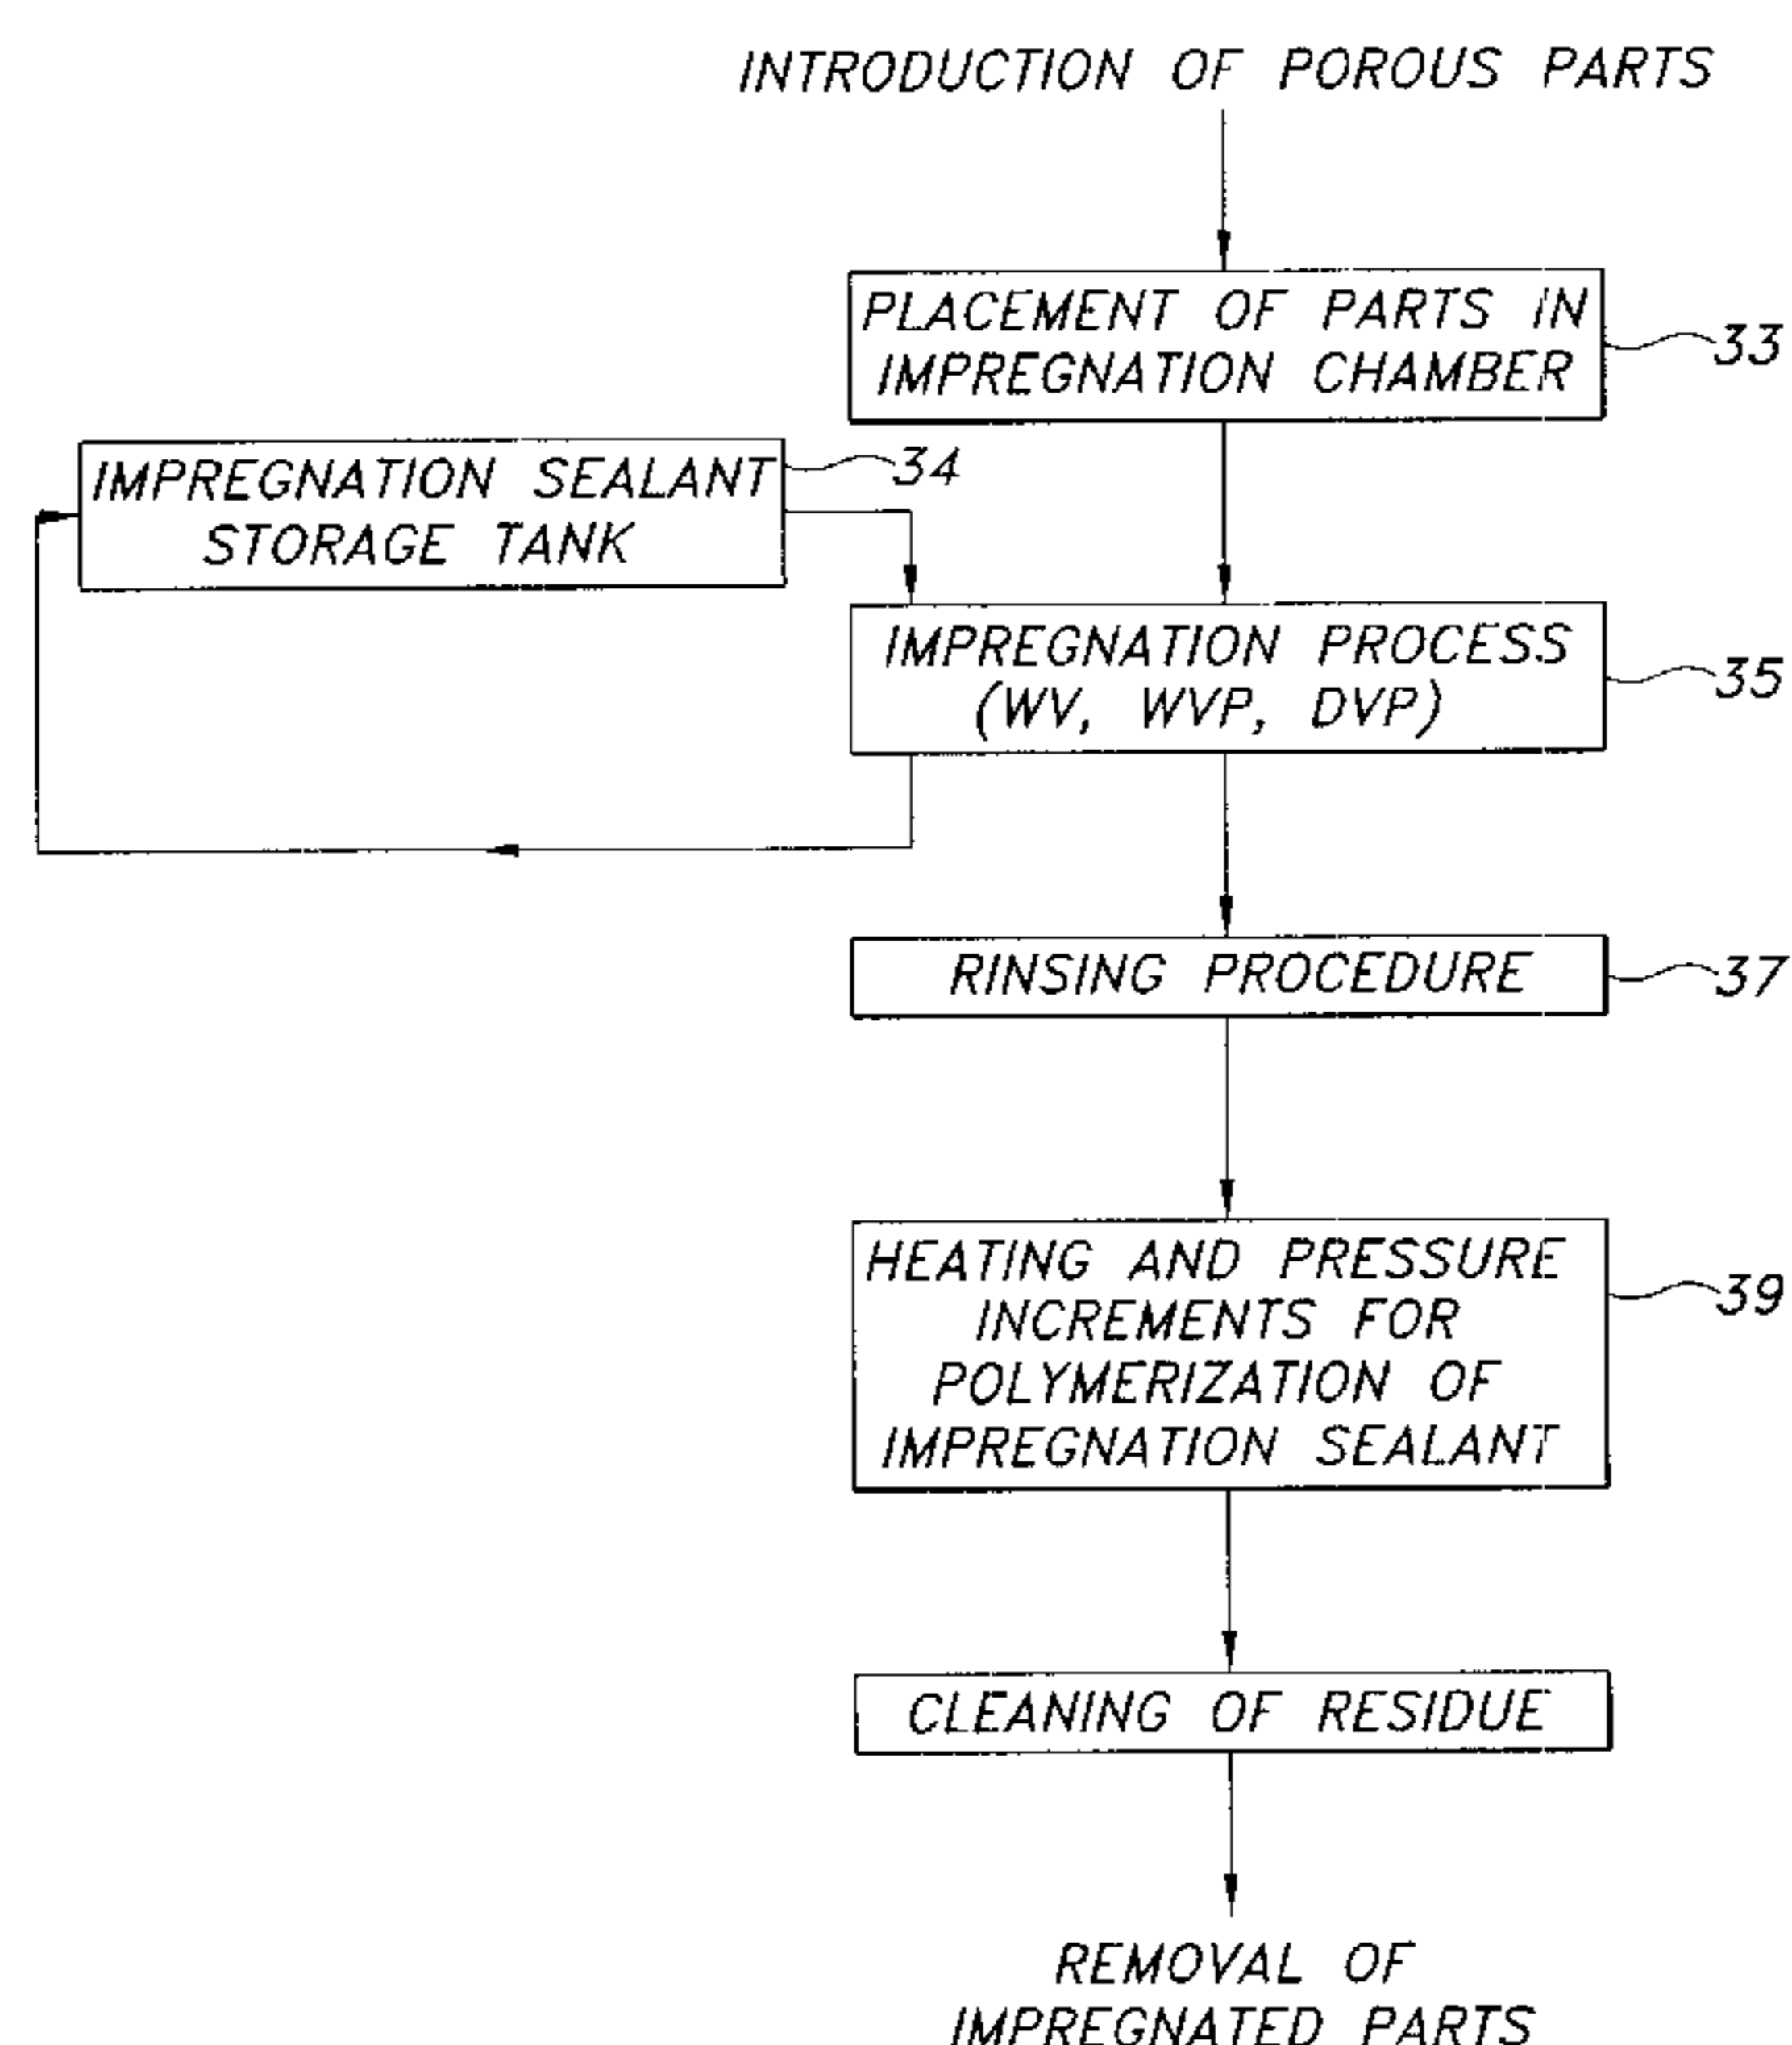 INTRODUCTION OF POROUS PARTS
PLACEMENT OF PARTS IN
IMPREGNATION CHAMBER
33
IMPREGNATION SEALANT
STORAGE TANK
34
IMPREGNATION PROCESS
(WV, WVP, DVP)
35
RINSING PROCEDURE
37
HEATING AND PRESSURE
INCREMENTS FOR
POLYMERIZATION OF
IMPREGNATION SEALANT
39
CLEANING OF RESIDUE
REMOVAL OF
IMPREGNATED PARTS